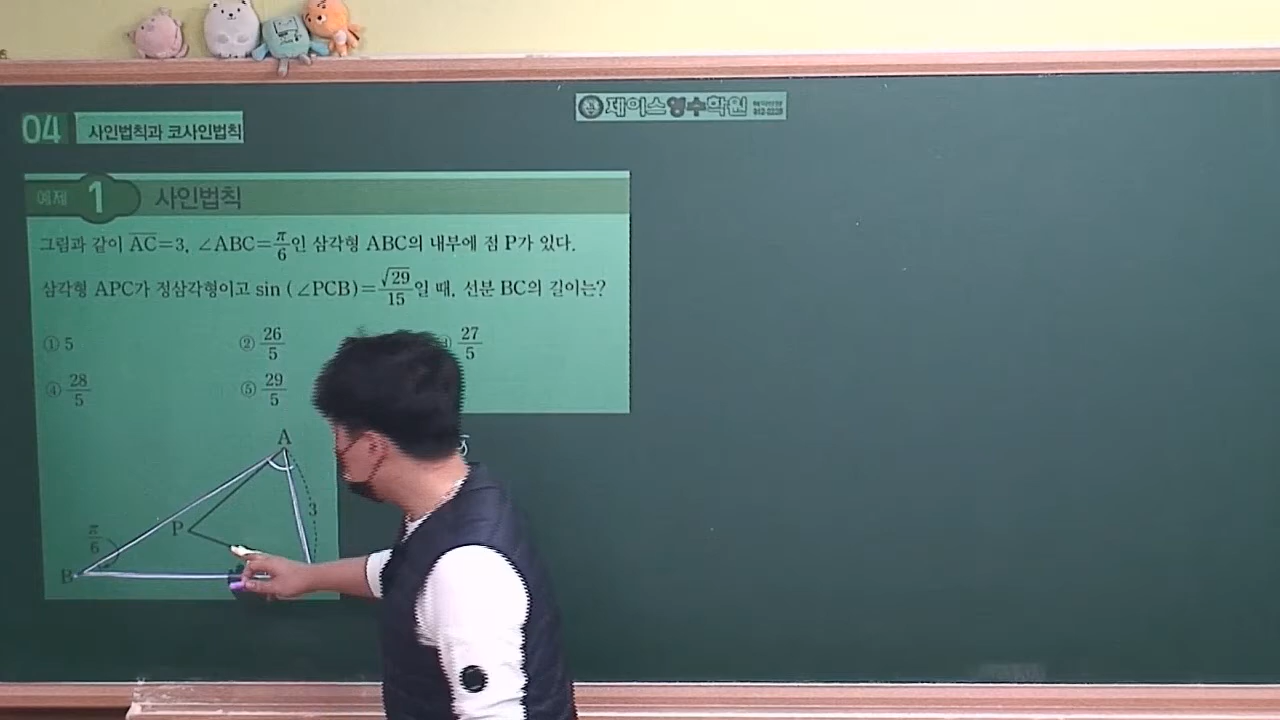 제이스영수학원
04 사인법칙과 코사인법칙
예제 1 사인법칙
그림과 같이 AC=3, ∠ABC=π/6인 삼각형 ABC의 내부에 점 P가 있다.
삼각형 APC가 정삼각형이고 sin (∠PCB)=√29/15일 때, 선분 BC의 길이는?
① 5 ② 26/5 27/5
④ 28/5 ⑤ 29/5
A
3
P
π/6
B